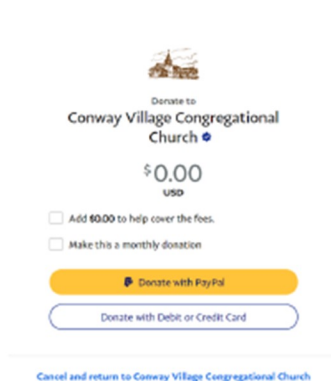 Donate to
Conway Village Congregational
Church
$0.00
USD
Add $0.00 to help cover the fees.
Make this a monthly donation
Donate with PayPal
Donate with Debit or Credit Card
Cancel and return to Conway Village Congregational Church